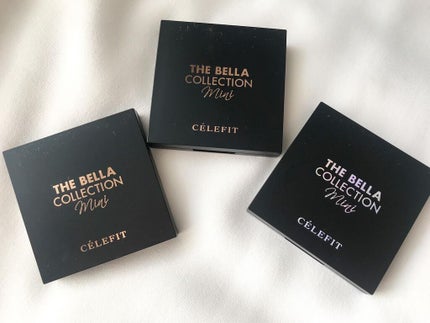 THE BELLA
COLLECTION
Mini
CÉLEFIT
THE BELLA
COLLECTION
Mini
CÉLEFIT
THE BELLA
COLLECTION
Mini
CÉLEFIT